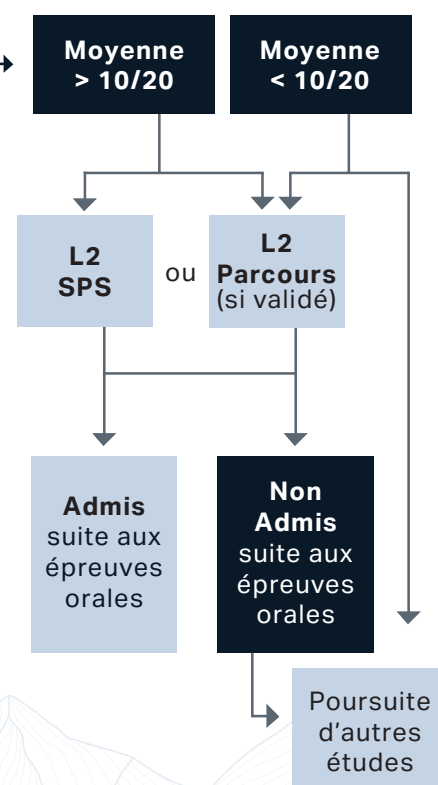 Moyenne
> 10/20
Moyenne
< 10/20
L2
SPS
ou
L2
Parcours
(si validé)
Admis
suite aux
épreuves
orales
Non
Admis
suite aux
épreuves
orales
Poursuite
d'autres
études